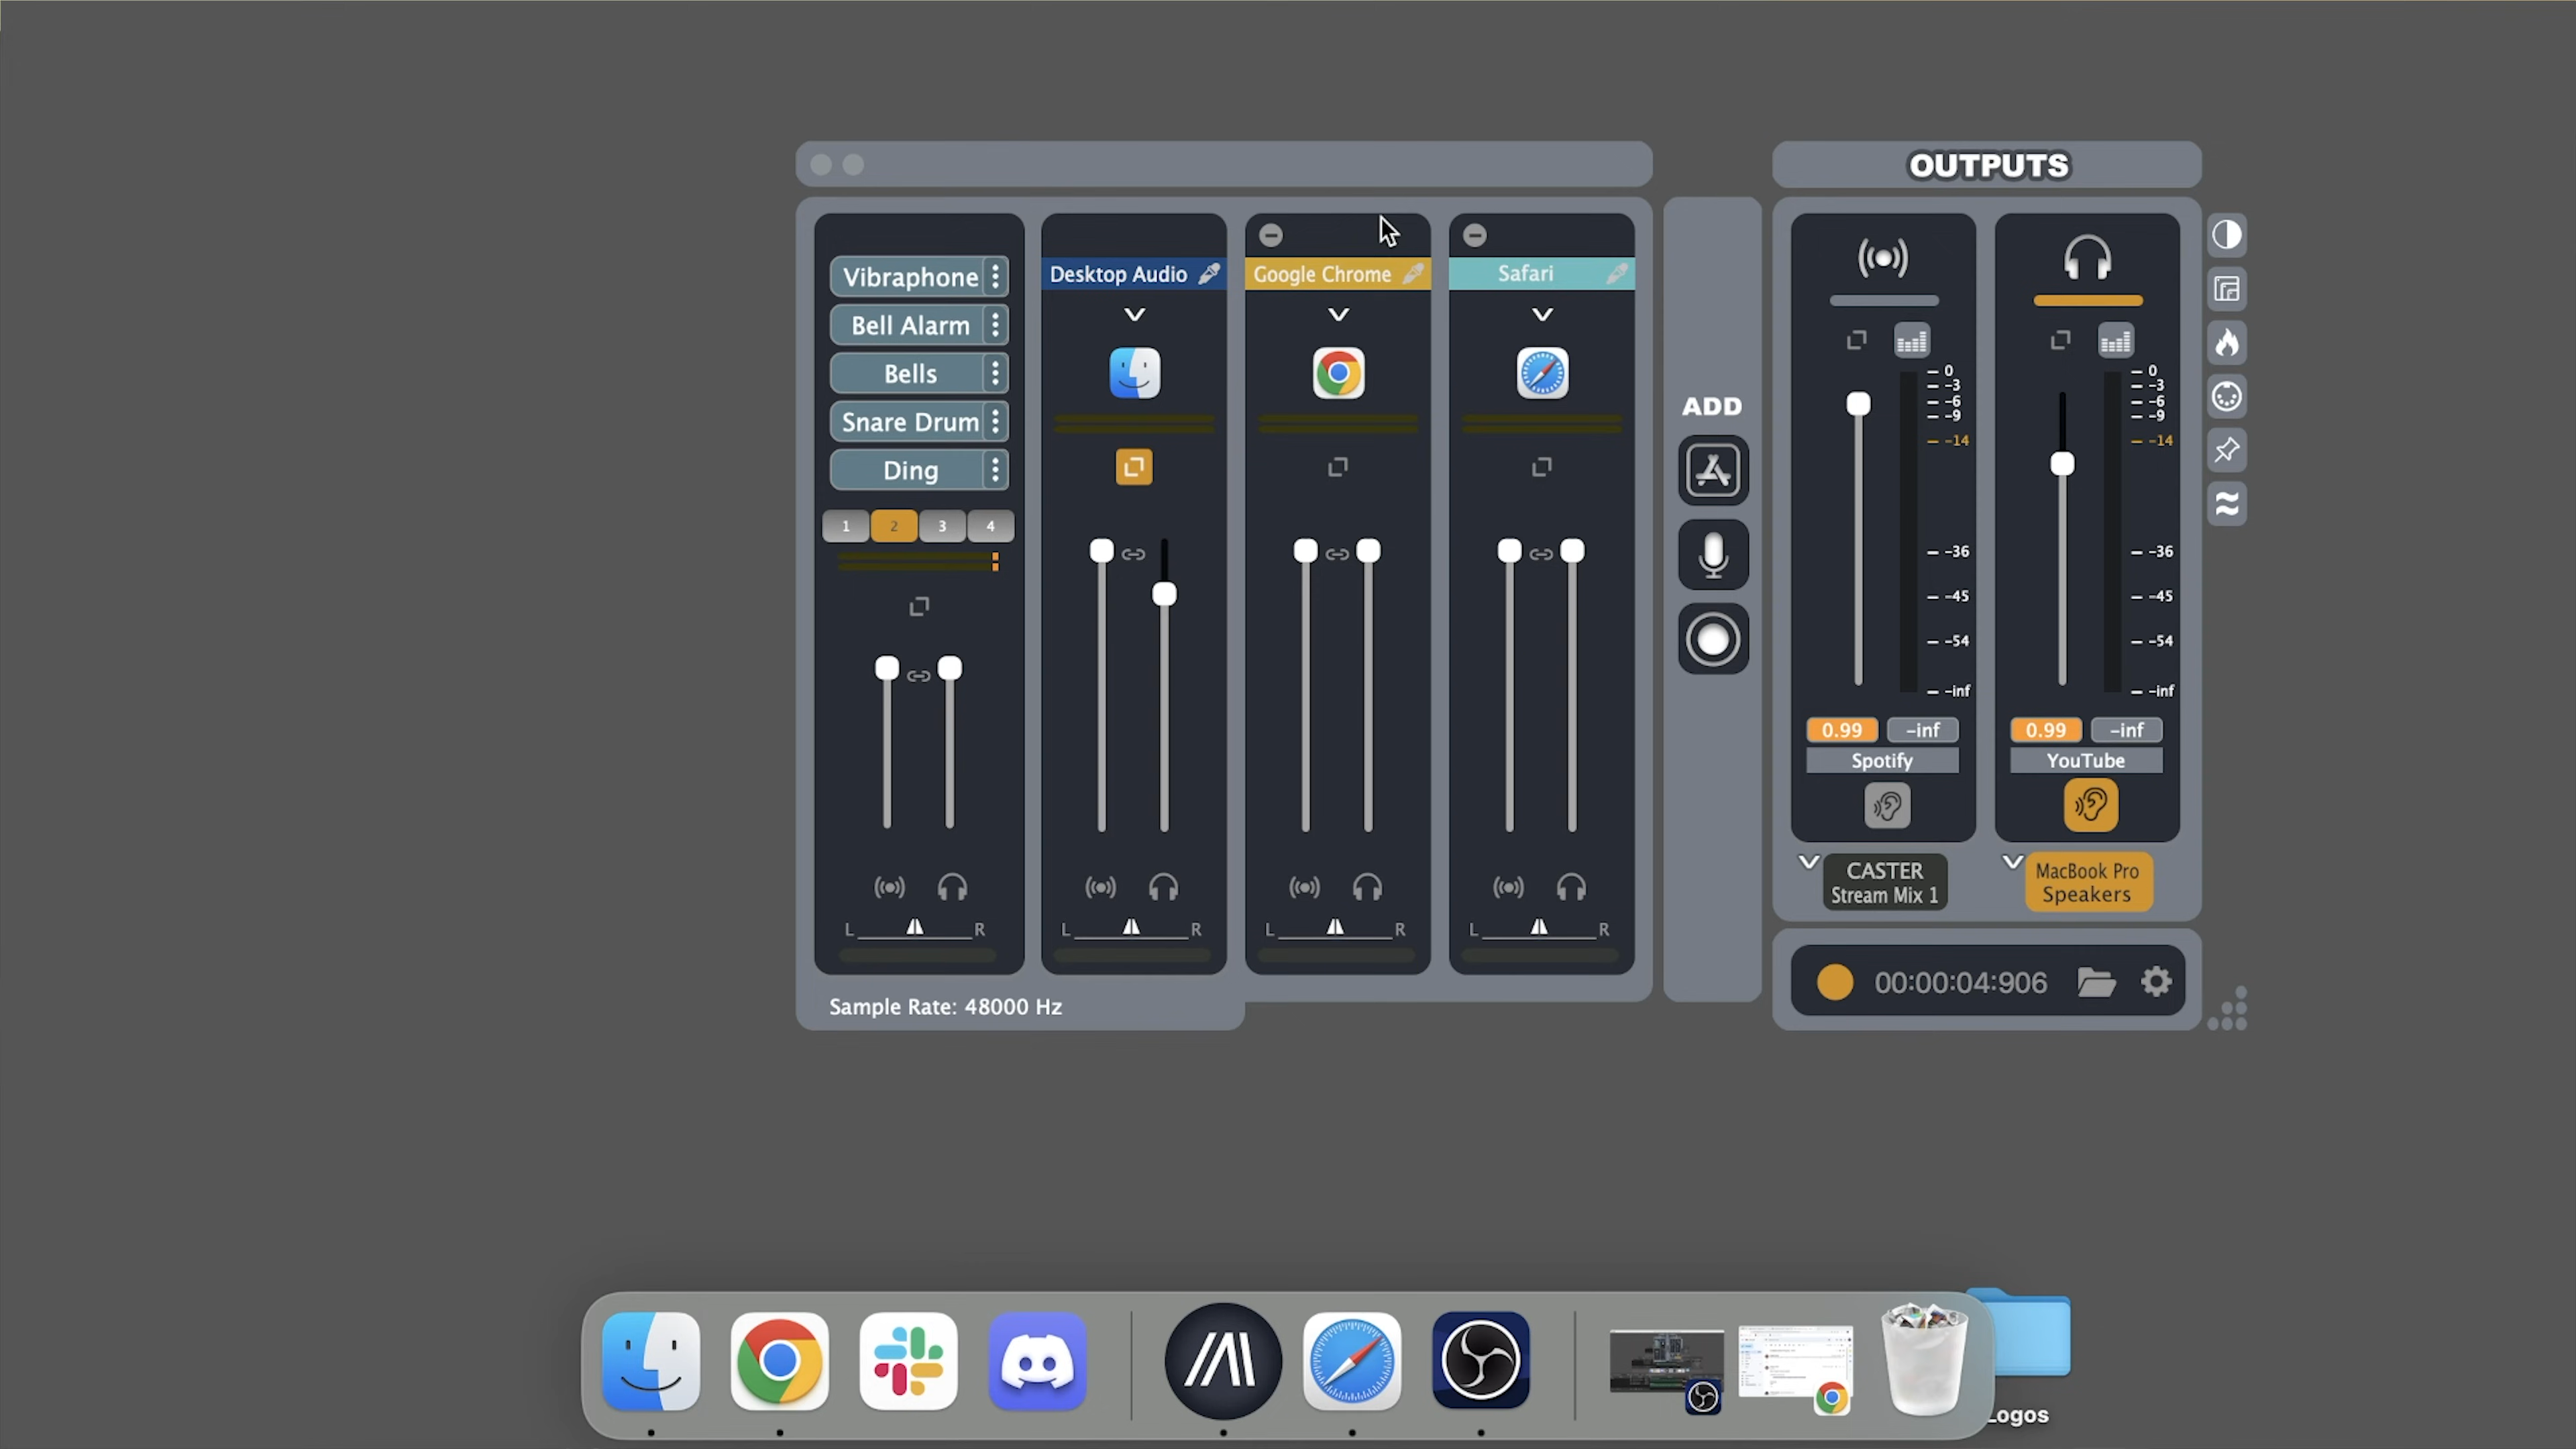 OUTPUTS
Vibraphone
Bell Alarm
Bells
Snare Drum
Ding
1 2 3 4
L R
Sample Rate: 48000 Hz
Desktop Audio
L R
Google Chrome
L R
Safari
L R
ADD
0
-3
-6
-9
-14
-36
-45
-54
-inf
0.99 -inf
Spotify
CASTER
Stream Mix 1
0
-3
-6
-9
-14
-36
-45
-54
-inf
0.99 -inf
YouTube
MacBook Pro
Speakers
00:00:04:906
Logos